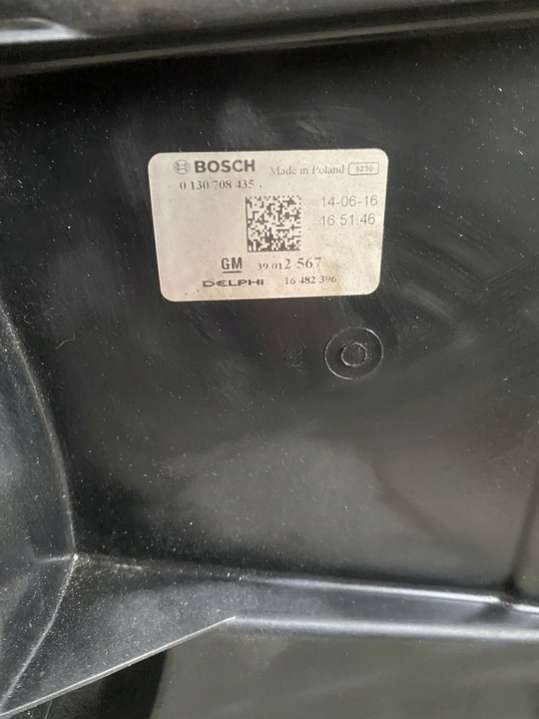 BOSCH Made in Poland 5230
0 130 708 435
14-06-16
16 51 46
GM 39 012 567
DELPHI 16 482 396